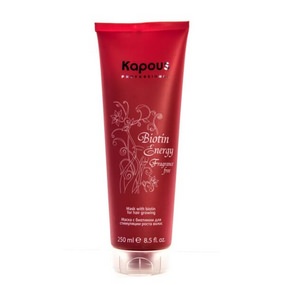 Kapous
professional
Biotin
Energy
Fragrance
free
Mask with biotin
for hair growing
Маска с биотином для
стимуляции роста волос
250 ml ℮ 8.5 fl. oz.